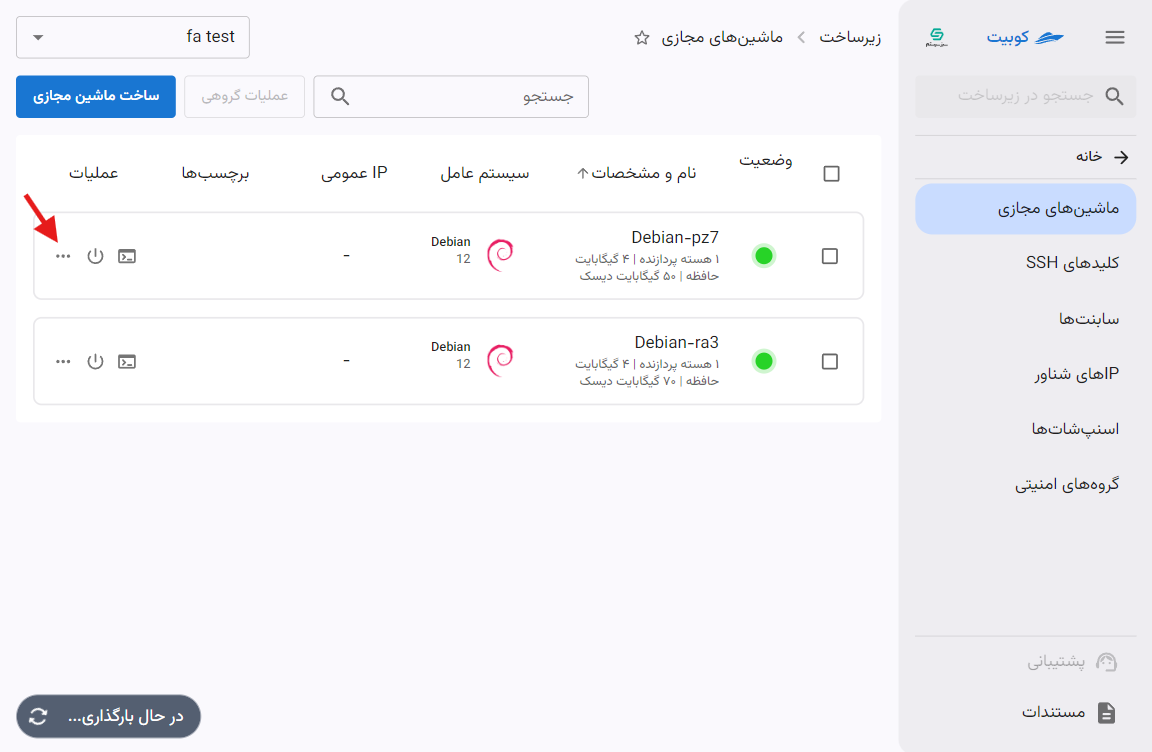 کوبیت
زیرساخت
ماشین‌های مجازی
fa test
جستجو در زیرساخت
خانه
ماشین‌های مجازی
کلیدهای SSH
سابنت‌ها
IPهای شناور
اسنپ‌شات‌ها
گروه‌های امنیتی
پشتیبانی
مستندات
جستجو
عملیات گروهی
ساخت ماشین مجازی
وضعیت
نام و مشخصات
سیستم عامل
IP عمومی
برچسب‌ها
عملیات
Debian-pz7
۱ هسته پردازنده | ۴ گیگابایت
حافظه | ۵۰ گیگابایت دیسک
Debian
12
-
Debian-ra3
۱ هسته پردازنده | ۴ گیگابایت
حافظه | ۷۰ گیگابایت دیسک
Debian
12
-
در حال بارگذاری...